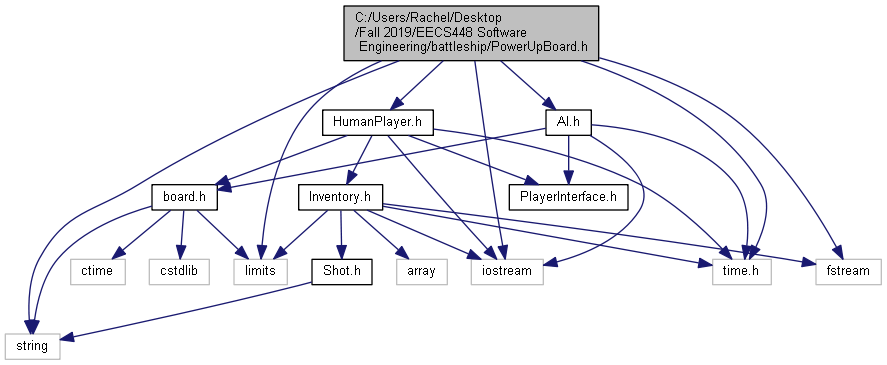 C:/Users/Rachel/Desktop
/Fall 2019/EECS448 Software
Engineering/battleship/PowerUpBoard.h
HumanPlayer.h
AI.h
board.h
Inventory.h
PlayerInterface.h
ctime
cstdlib
limits
Shot.h
array
iostream
time.h
fstream
string